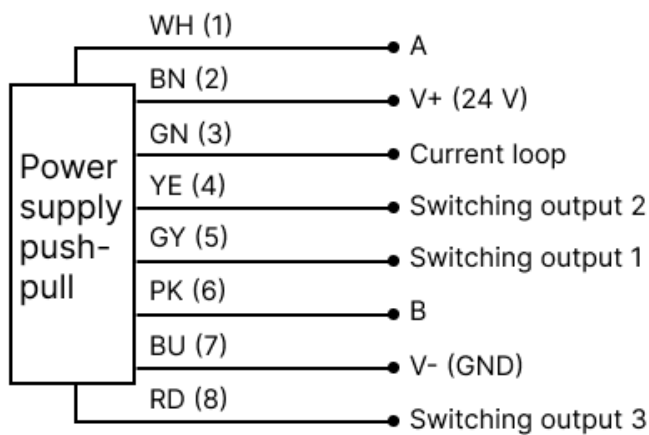 WH (1)
A
BN (2)
V+ (24 V)
GN (3)
Current loop
Power
supply
push-
pull
YE (4)
Switching output 2
GY (5)
Switching output 1
PK (6)
B
BU (7)
V- (GND)
RD (8)
Switching output 3